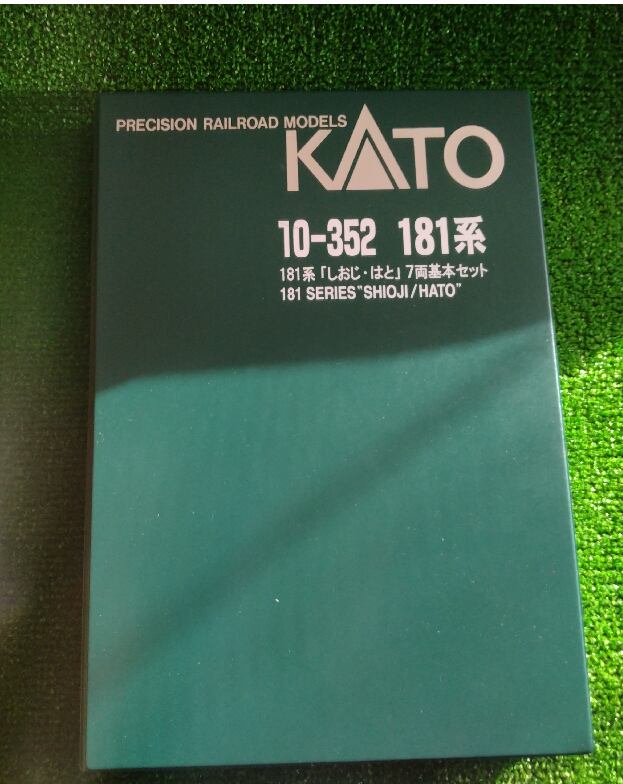 PRECISION RAILROAD MODELS
KATO
10-352 181系
181系「しおじ・はと」7両基本セット
181 SERIES "SHIOJI/HATO"